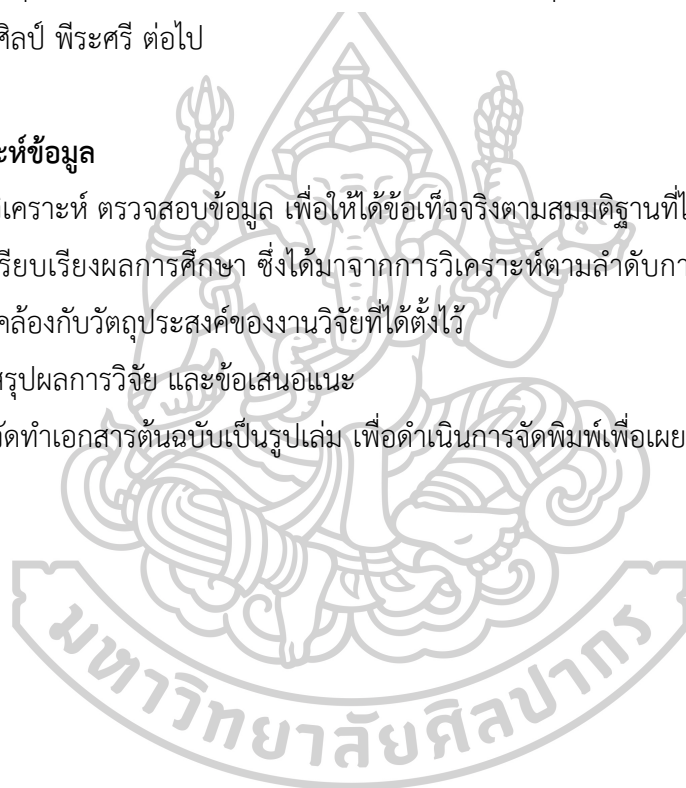 ศิลป์ พีระศรี ต่อไป
ะห์ข้อมูล
วิเคราะห์ ตรวจสอบข้อมูล เพื่อให้ได้ข้อเท็จจริงตามสมมติฐานที่ไ
รียบเรียงผลการศึกษา ซึ่งได้มาจากการวิเคราะห์ตามลำดับกา
คล้องกับวัตถุประสงค์ของงานวิจัยที่ได้ตั้งไว้
สรุปผลการวิจัย และข้อเสนอแนะ
จัดทำเอกสารต้นฉบับเป็นรูปเล่ม เพื่อดำเนินการจัดพิมพ์เพื่อเผย
มหาวิทยาลัยศิลปากร